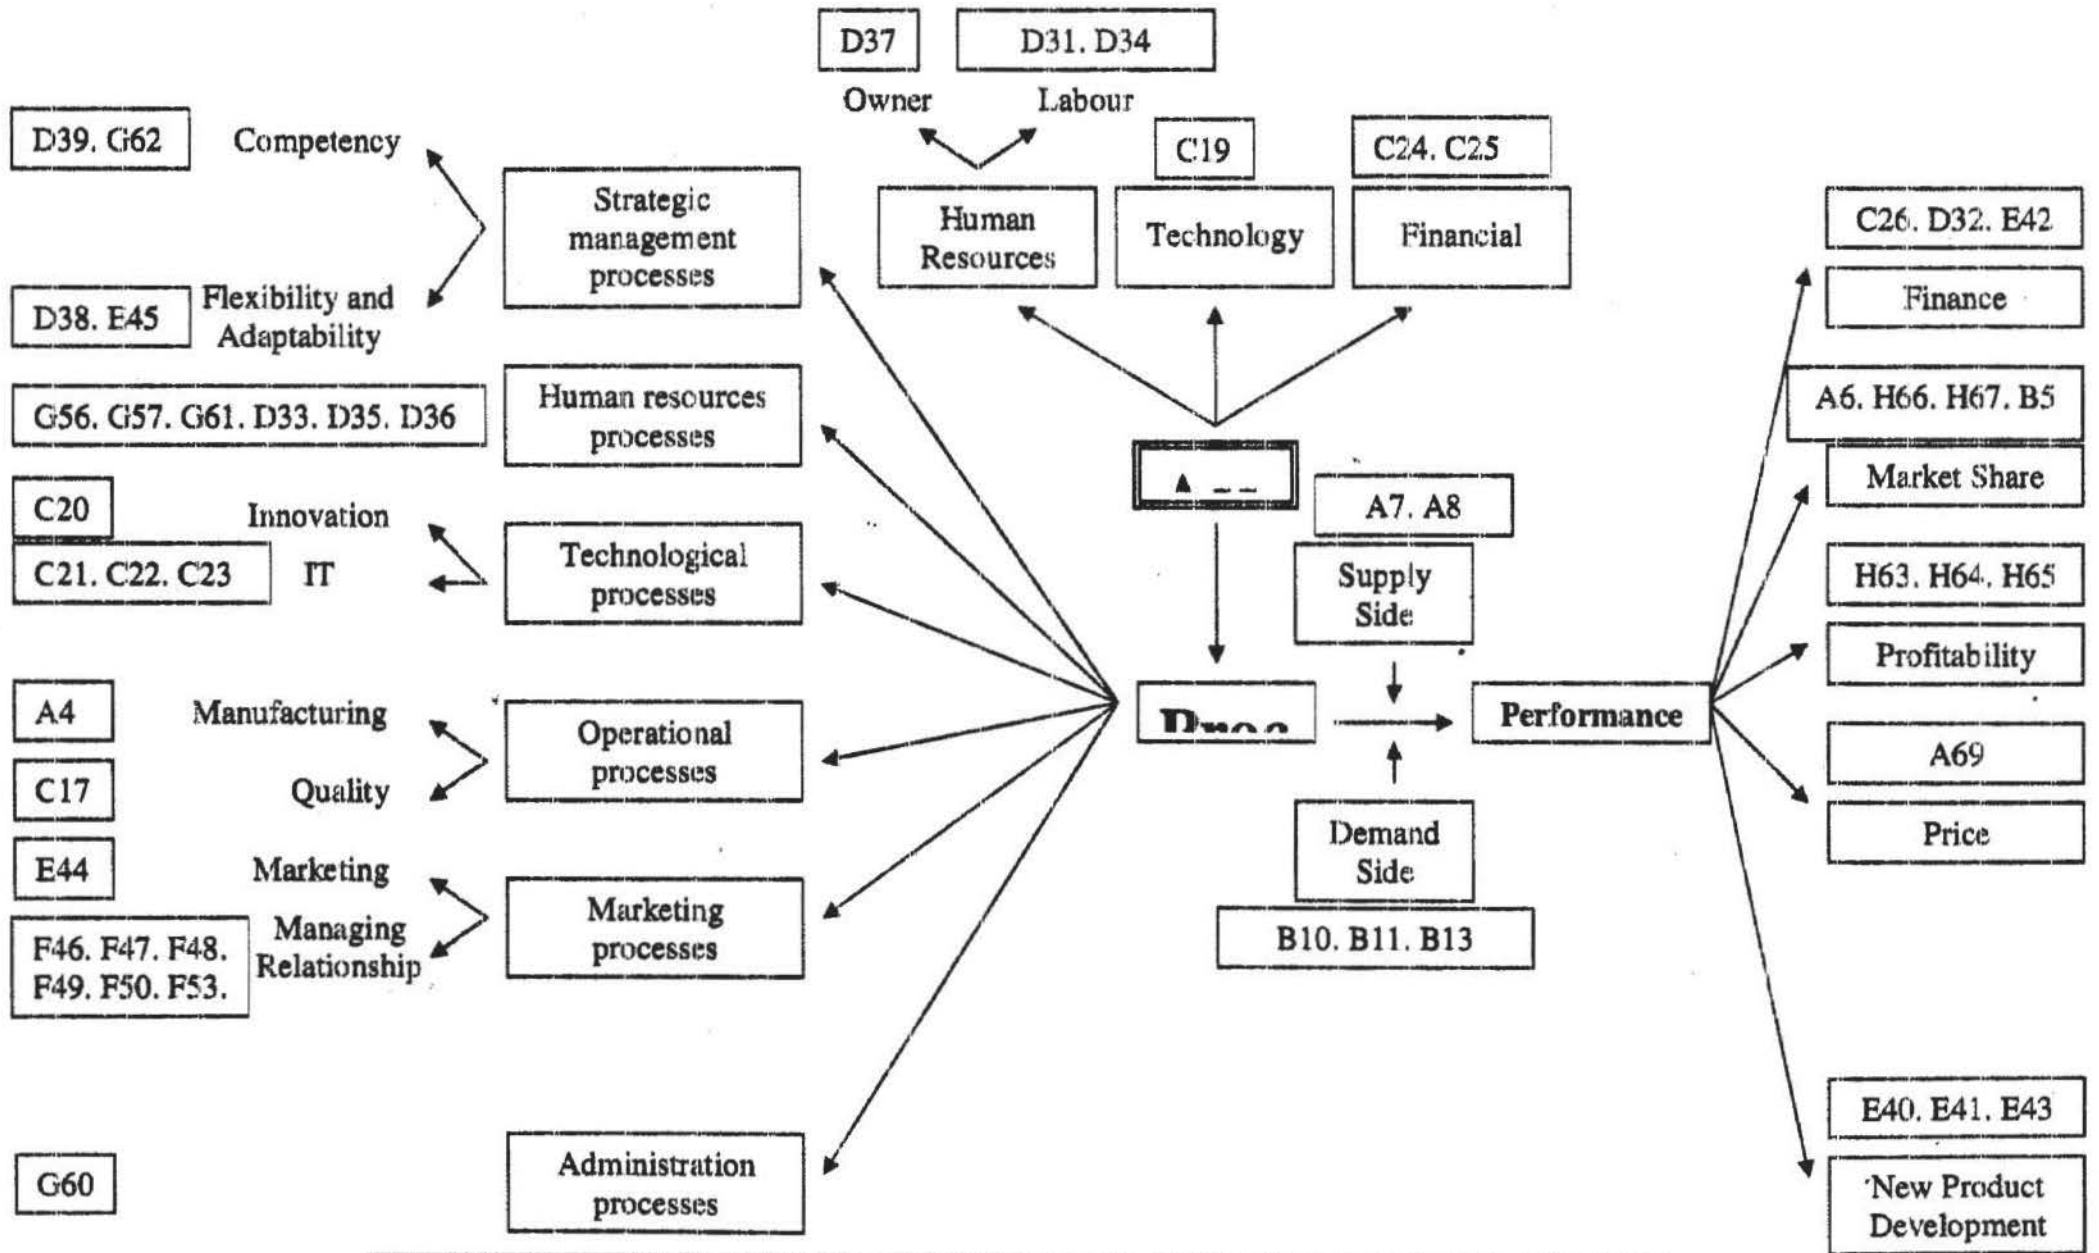 D37
D31. D34
Owner
Labour
D39. G62
Competency
C19
C24. C25
Strategic
management
processes
Human
Resources
Technology
Financial
C26. D32. E42
Finance
D38. E45
Flexibility and
Adaptability
G56. G57. G61. D33. D35. D36
Human resources
processes
A6. H66. H67. B5
Market Share
C20
Innovation
C21. C22. C23
IT
Technological
processes
A7. A8
Supply
Side
H63. H64. H65
Profitability
A4
Manufacturing
C17
Quality
Operational
processes
Performance
A69
Price
E44
Marketing
F46. F47. F48.
F49. F50. F53.
Managing
Relationship
Marketing
processes
Demand
Side
B10. B11. B13
G60
Administration
processes
E40. E41. E43
New Product
Development